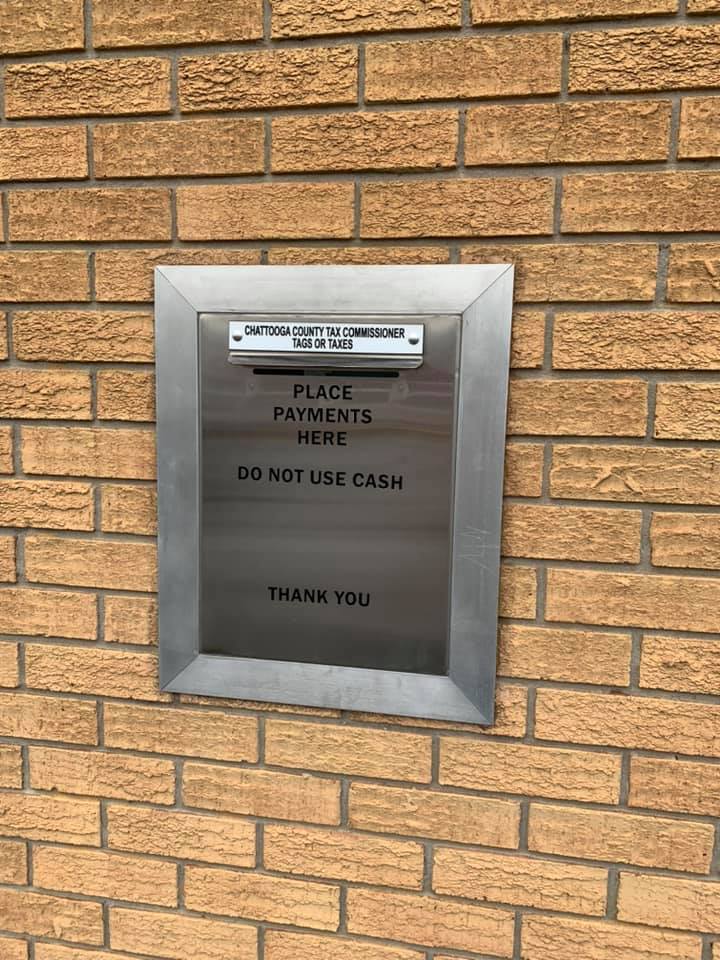 CHATTOOGA COUNTY TAX COMMISSIONER
TAGS OR TAXES
PLACE
PAYMENTS
HERE
DO NOT USE CASH
THANK YOU